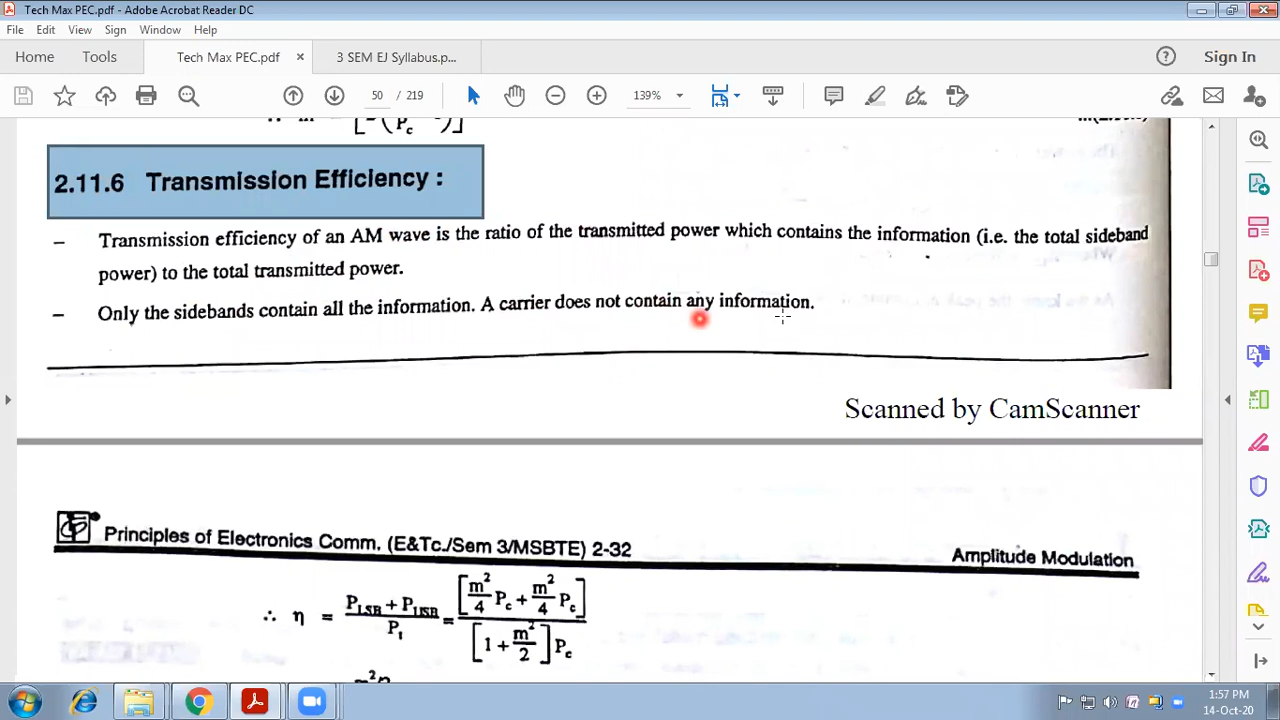 Tech Max PEC.pdf - Adobe Acrobat Reader DC
File Edit View Sign Window Help
Home Tools Tech Max PEC.pdf × 3 SEM EJ Syllabus.p... Sign In
50 / 219 139%
2.11.6 Transmission Efficiency :
– Transmission efficiency of an AM wave is the ratio of the transmitted power which contains the information (i.e. the total sideband
power) to the total transmitted power.
– Only the sidebands contain all the information. A carrier does not contain any information.
Scanned by CamScanner
Principles of Electronics Comm. (E&Tc./Sem 3/MSBTE) 2-32 Amplitude Modulation
∴ η = (P_LSB + P_USB) / P_t = [m²/4 P_c + m²/4 P_c] / [1 + m²/2] P_c
1:57 PM
14-Oct-20